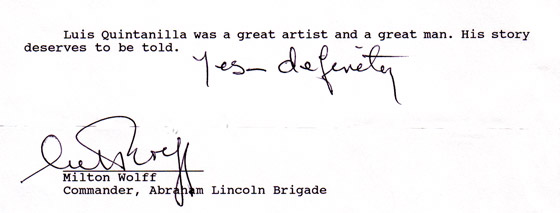 Luis Quintanilla was a great artist and a great man. His story
deserves to be told.
Yes- definitely
Milton Wolff
Commander, Abraham Lincoln Brigade